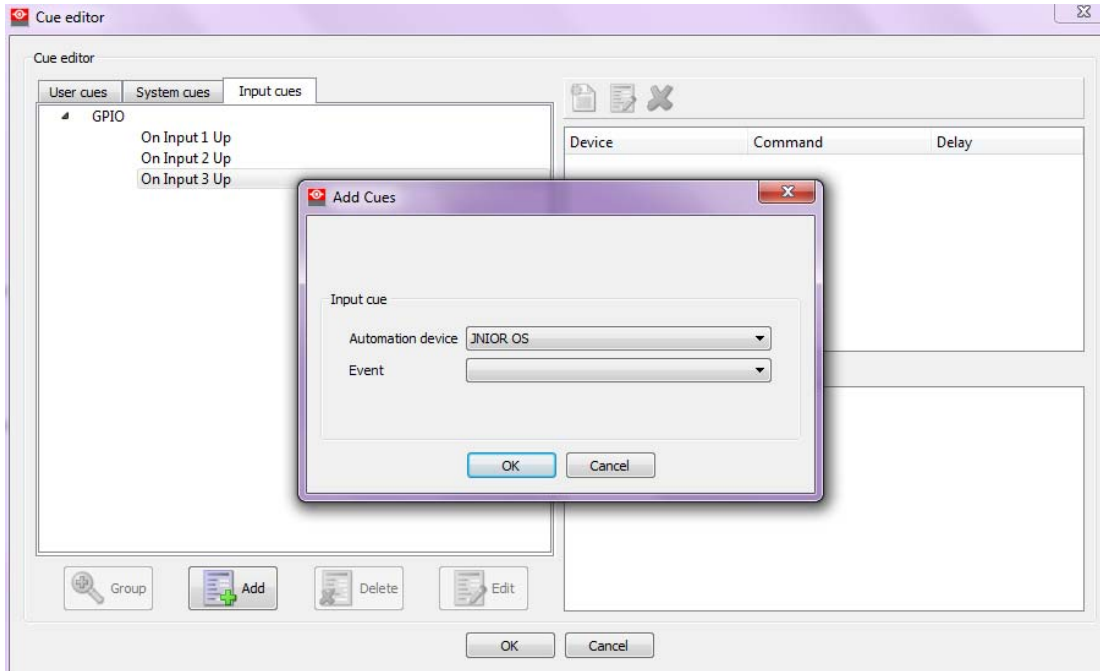 Cue editor
Cue editor
User cues System cues Input cues
GPIO
On Input 1 Up
On Input 2 Up
On Input 3 Up
Device Command Delay
Add Cues
Input cue
Automation device JNIOR OS
Event
OK Cancel
Group Add Delete Edit
OK Cancel